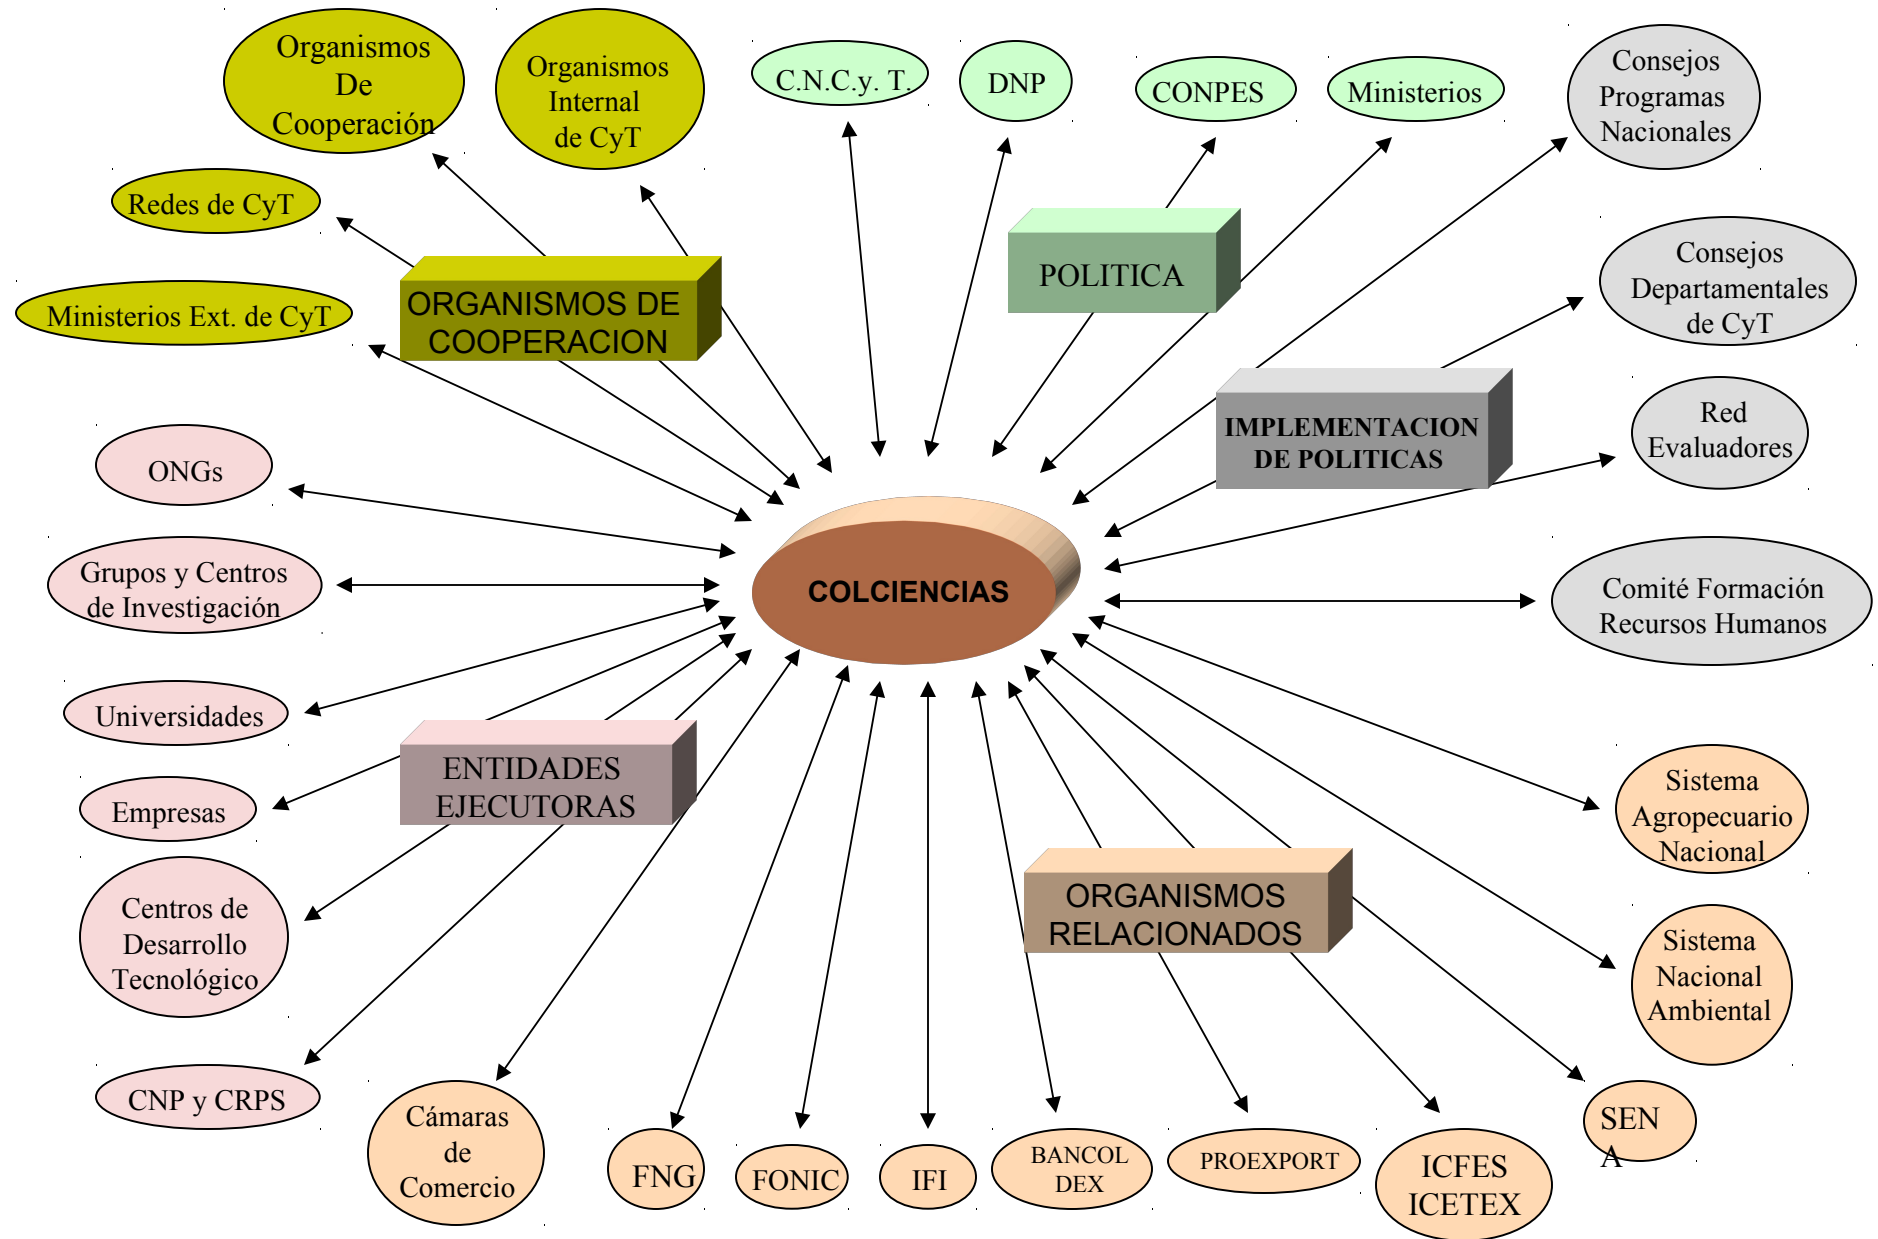 Organismos
De
Cooperación
Organismos
Internal
de CyT
C.N.C.y. T.
DNP
CONPES
Ministerios
Consejos
Programas
Nacionales
Redes de CyT
Ministerios Ext. de CyT
ORGANISMOS DE
COOPERACION
POLITICA
Consejos
Departamentales
de CyT
IMPLEMENTACION
DE POLITICAS
Red
Evaluadores
ONGs
Grupos y Centros
de Investigación
COLCIENCIAS
Comité Formación
Recursos Humanos
Universidades
ENTIDADES
EJECUTORAS
Empresas
Sistema
Agropecuario
Nacional
Centros de
Desarrollo
Tecnológico
ORGANISMOS
RELACIONADOS
Sistema
Nacional
Ambiental
CNP y CRPS
Cámaras
de
Comercio
FNG
FONIC
IFI
BANCOL
DEX
PROEXPORT
ICFES
ICETEX
SEN
A